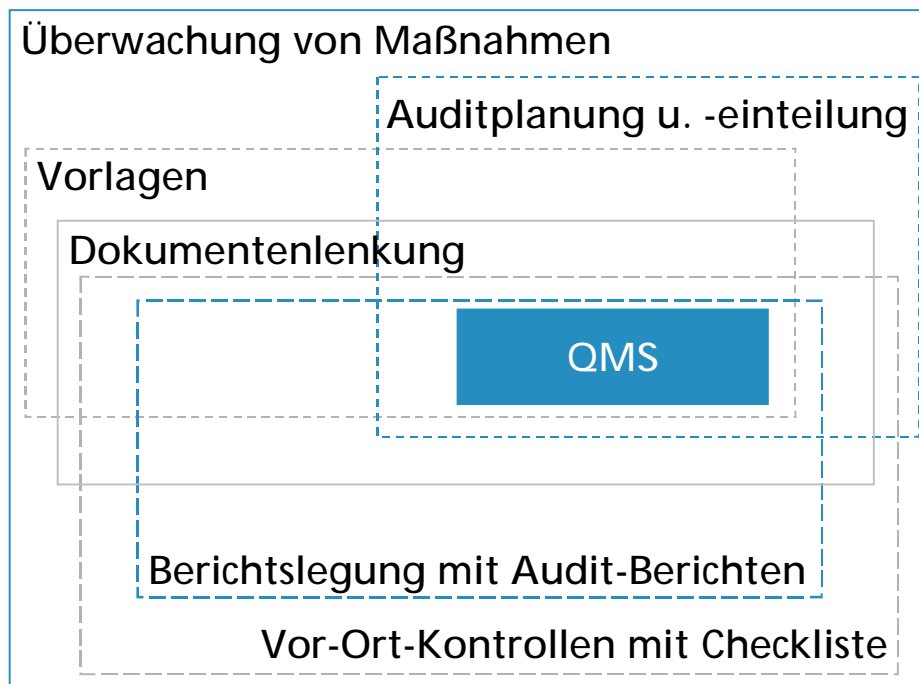 Überwachung von Maßnahmen
Auditplanung u. -einteilung
Vorlagen
Dokumentenlenkung
QMS
Berichtslegung mit Audit-Berichten
Vor-Ort-Kontrollen mit Checkliste